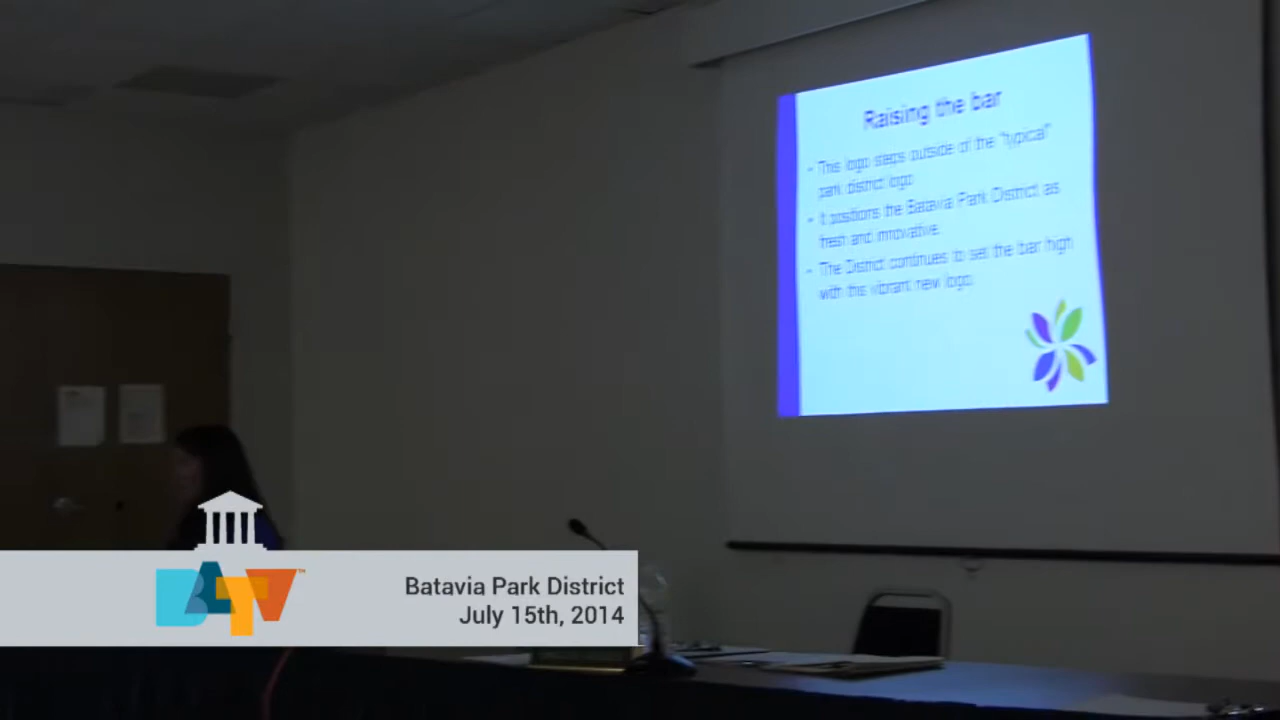 Raising the bar
- This logo steps outside of the "typical"
park district logo
- It positions the Batavia Park District as
fresh and innovative.
- The District continues to set the bar high
with this vibrant new logo.
BATV™
Batavia Park District
July 15th, 2014